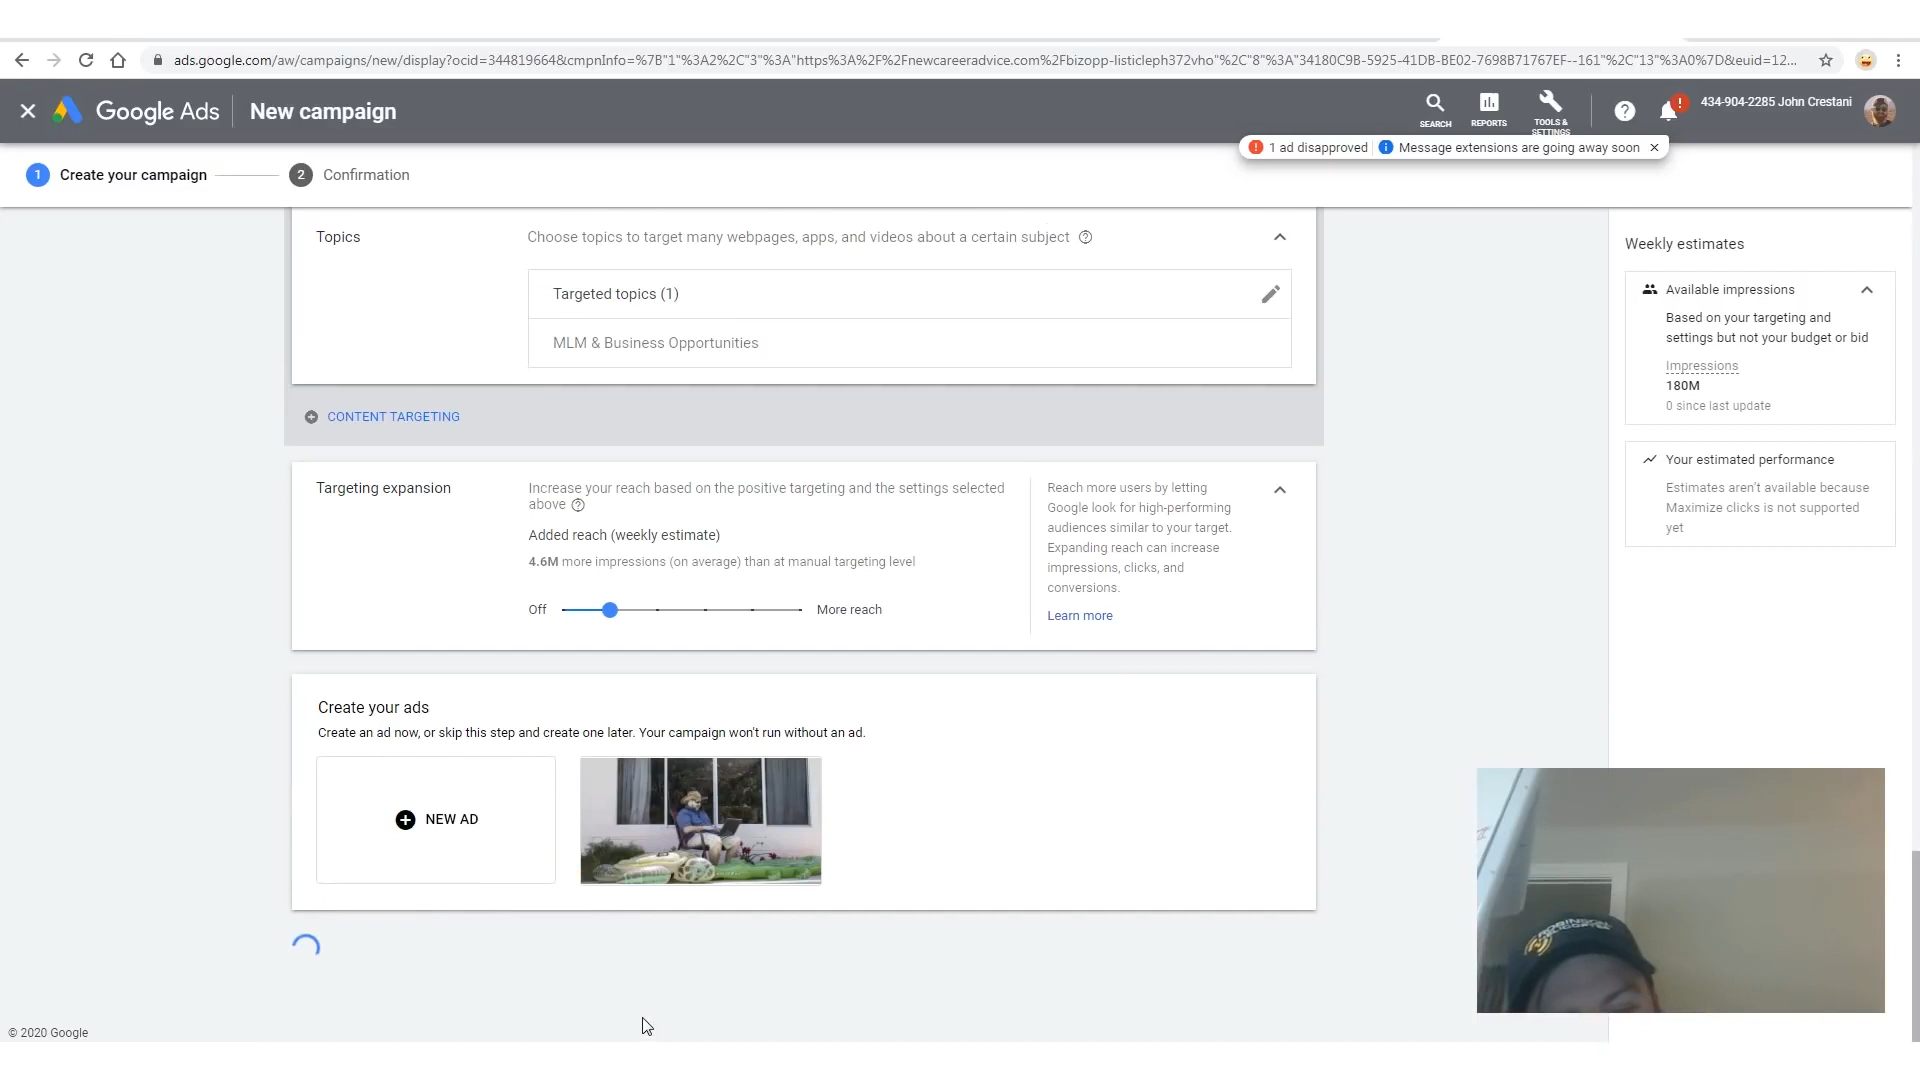 ads.google.com/aw/campaigns/new/display?ocid=344819664&cmpnInfo=%7B"1"%3A2%2C"3"%3A"https%3A%2F%2Fnewcareeradvice.com%2Fbizopp-listicleph372vho"%2C"8"%3A"34180C9B-5925-41DB-BE02-7698B71767EF--161"%2C"13"%3A0%7D&euid=12...
Google Ads
New campaign
SEARCH
REPORTS
TOOLS &
SETTINGS
434-904-2285 John Crestani
1 ad disapproved
Message extensions are going away soon
1 Create your campaign
2 Confirmation
Topics
Choose topics to target many webpages, apps, and videos about a certain subject
Targeted topics (1)
MLM & Business Opportunities
CONTENT TARGETING
Targeting expansion
Increase your reach based on the positive targeting and the settings selected
above
Added reach (weekly estimate)
4.6M more impressions (on average) than at manual targeting level
Off
More reach
Reach more users by letting
Google look for high-performing
audiences similar to your target.
Expanding reach can increase
impressions, clicks, and
conversions.
Learn more
Create your ads
Create an ad now, or skip this step and create one later. Your campaign won't run without an ad.
NEW AD
Weekly estimates
Available impressions
Based on your targeting and
settings but not your budget or bid
Impressions
180M
0 since last update
Your estimated performance
Estimates aren't available because
Maximize clicks is not supported
yet
ROBINSON
HELICOPTER
© 2020 Google